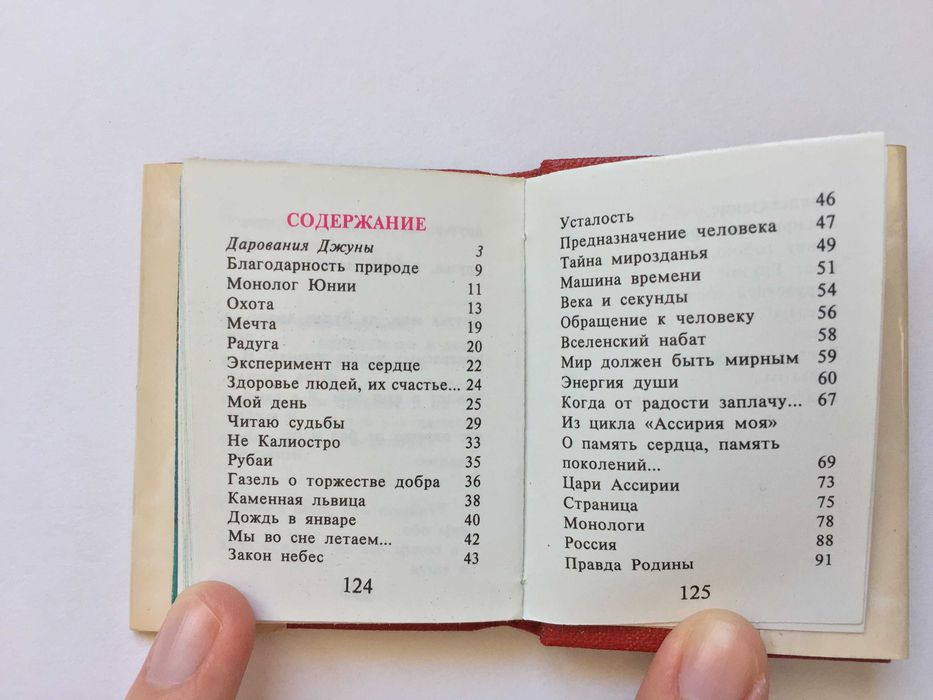 СОДЕРЖАНИЕ
Дарования Джуны 3
Благодарность природе 9
Монолог Юнии 11
Охота 13
Мечта 19
Радуга 20
Эксперимент на сердце 22
Здоровье людей, их счастье... 24
Мой день 25
Читаю судьбы 29
Не Калиостро 33
Рубаи 35
Газель о торжестве добра 36
Каменная львица 38
Дождь в январе 40
Мы во сне летаем... 42
Закон небес 43
124
Усталость 46
Предназначение человека 47
Тайна мирозданья 49
Машина времени 51
Века и секунды 54
Обращение к человеку 56
Вселенский набат 58
Мир должен быть мирным 59
Энергия души 60
Когда от радости заплачу... 67
Из цикла «Ассирия моя»
О память сердца, память
поколений... 69
Цари Ассирии 73
Страница 75
Монологи 78
Россия 88
Правда Родины 91
125